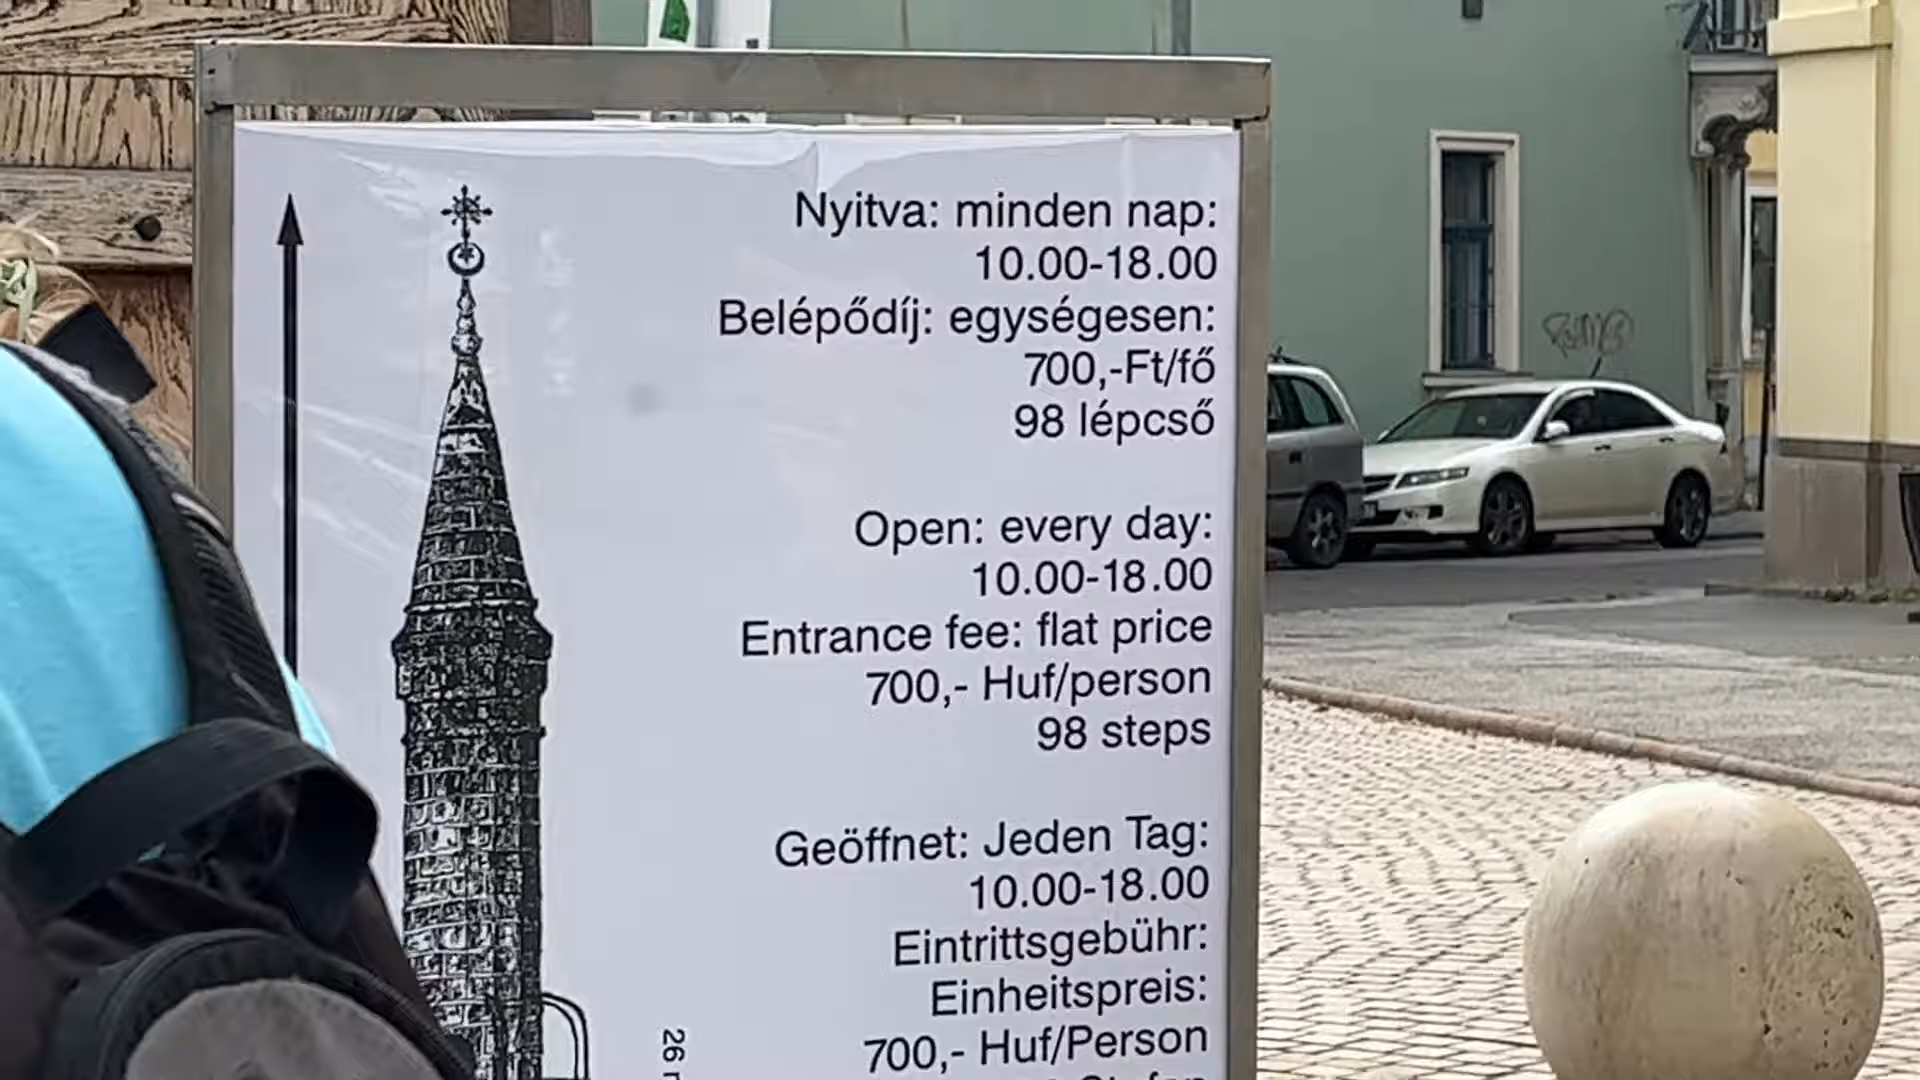 Nyitva: minden nap:
10.00-18.00
Belépődíj: egységesen:
700,-Ft/fő
98 lépcső
Open: every day:
10.00-18.00
Entrance fee: flat price
700,- Huf/person
98 steps
Geöffnet: Jeden Tag:
10.00-18.00
Eintrittsgebühr:
Einheitspreis:
700,- Huf/Person
26